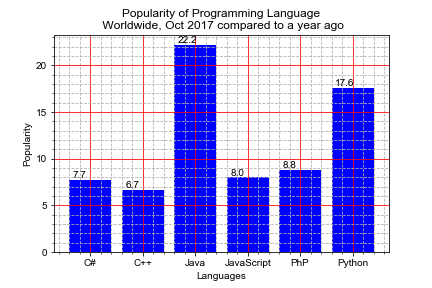 Popularity of Programming Language
Worldwide, Oct 2017 compared to a year ago
22.2
20
17.6
15
10
8.8
8.0
7.7
6.7
5
0
Popularity
C# C++ Java JavaScript PhP Python
Languages